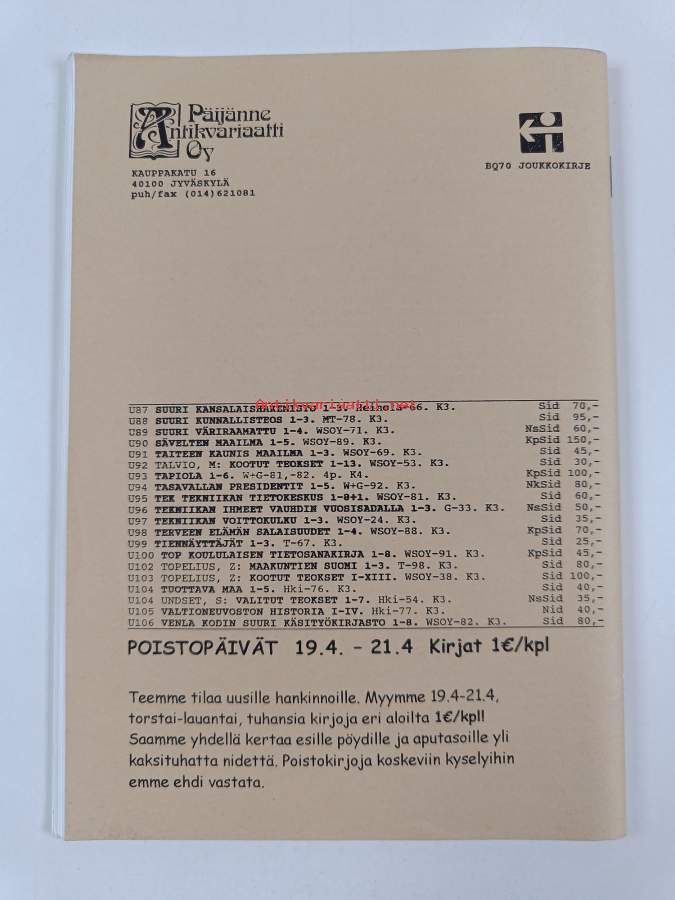 Päijänne
Antikvariaatti
Oy
KAUPPAKATU 16
40100 JYVÄSKYLÄ
puh/fax (014)621081
BQ70 JOUKKOKIRJE
Antikvariaatti.net
U87 SUURI KANSALAISHAKEMISTO 1-3. Heinola-66. K3. Sid 70,-
U88 SUURI KUNNALLISTEOS 1-3. MT-78. K3. Sid 95,-
U89 SUURI VÄRIRAAMATTU 1-4. WSOY-71. K3. NsSid 60,-
U90 SÄVELTEN MAAILMA 1-5. WSOY-89. K3. KpSid 150,-
U91 TAITEEN KAUNIS MAAILMA 1-3. WSOY-69. K3. Sid 45,-
U92 TALVIO, M: KOOTUT TEOKSET 1-13. WSOY-53. K3. Sid 30,-
U93 TAPIOLA 1-6. W+G-81,-82. 4p. K4. KpSid 100,-
U94 TASAVALLAN PRESIDENTIT 1-5. W+G-92. K3. NkSid 80,-
U95 TEK TEKNIIKAN TIETOKESKUS 1-8+1. WSOY-81. K3. Sid 60,-
U96 TEKNIIKAN IHMEET VAUHDIN VUOSISADALLA 1-3. G-33. K3. NsSid 50,-
U97 TEKNIIKAN VOITTOKULKU 1-3. WSOY-24. K3. Sid 35,-
U98 TERVEEN ELÄMÄN SALAISUUDET 1-4. WSOY-88. K3. KpSid 70,-
U99 TIENNÄYTTÄJÄT 1-3. T-67. K3. Sid 25,-
U100 TOP KOULULAISEN TIETOSANAKIRJA 1-8. WSOY-91. K3. KpSid 45,-
U102 TOPELIUS, Z: MAAKUNTIEN SUOMI 1-3. T-98. K3. Sid 80,-
U103 TOPELIUS, Z: KOOTUT TEOKSET I-XIII. WSOY-38. K3. Sid 100,-
U104 TUOTTAVA MAA 1-5. Hki-76. K3. Sid 40,-
U104 UNDSET, S: VALITUT TEOKSET 1-7. Hki-54. K3. NsSid 35,-
U105 VALTIONEUVOSTON HISTORIA I-IV. Hki-77. K3. Nid 40,-
U106 VENLA KODIN SUURI KÄSITYÖKIRJASTO 1-8. WSOY-82. K3. Sid 80,-
POISTOPÄIVÄT 19.4. - 21.4 Kirjat 1€/kpl
Teemme tilaa uusille hankinnoille. Myymme 19.4-21.4,
torstai-lauantai, tuhansia kirjoja eri aloilta 1€/kpl!
Saamme yhdellä kertaa esille pöydille ja aputasoille yli
kaksituhatta nidettä. Poistokirjoja koskeviin kyselyihin
emme ehdi vastata.